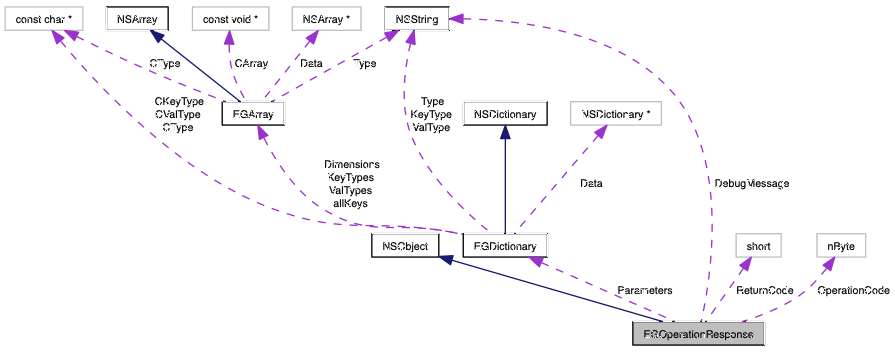 const char *
NSArray
const void *
NSArray *
NSString
CType
CArray
Data
Type
EGArray
CKeyType
CValType
CType
Type
KeyType
ValType
NSDictionary
NSDictionary *
Dimensions
KeyTypes
ValTypes
allKeys
Data
DebugMessage
NSObject
EGDictionary
short
nByte
Parameters
ReturnCode
OperationCode
EGOperationResponse